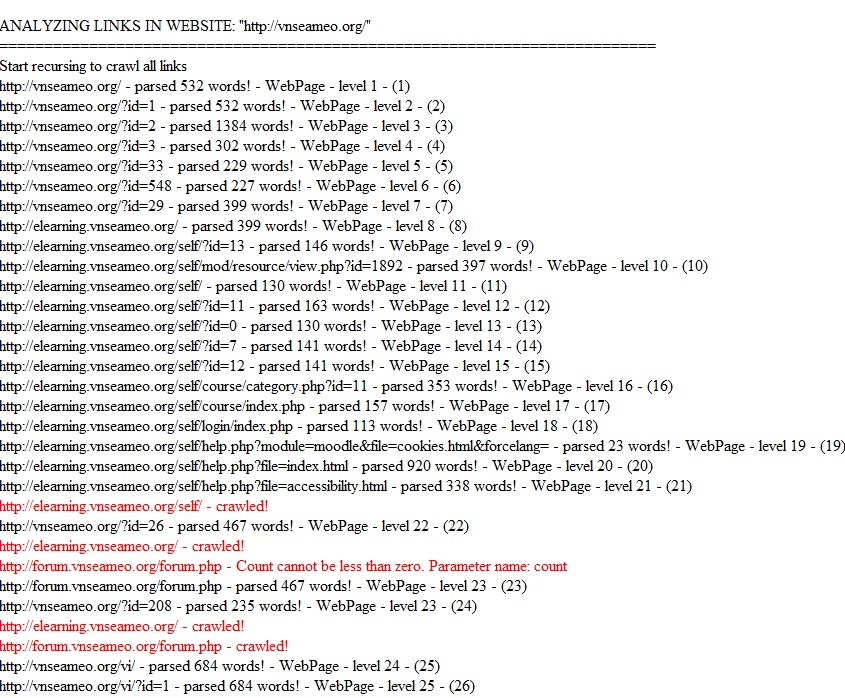 ANALYZING LINKS IN WEBSITE: "http://vnseameo.org/"
=========================================================================
Start recursing to crawl all links
http://vnseameo.org/ - parsed 532 words! - WebPage - level 1 - (1)
http://vnseameo.org/?id=1 - parsed 532 words! - WebPage - level 2 - (2)
http://vnseameo.org/?id=2 - parsed 1384 words! - WebPage - level 3 - (3)
http://vnseameo.org/?id=3 - parsed 302 words! - WebPage - level 4 - (4)
http://vnseameo.org/?id=33 - parsed 229 words! - WebPage - level 5 - (5)
http://vnseameo.org/?id=548 - parsed 227 words! - WebPage - level 6 - (6)
http://vnseameo.org/?id=29 - parsed 399 words! - WebPage - level 7 - (7)
http://elearning.vnseameo.org/ - parsed 399 words! - WebPage - level 8 - (8)
http://elearning.vnseameo.org/self/?id=13 - parsed 146 words! - WebPage - level 9 - (9)
http://elearning.vnseameo.org/self/mod/resource/view.php?id=1892 - parsed 397 words! - WebPage - level 10 - (10)
http://elearning.vnseameo.org/self/ - parsed 130 words! - WebPage - level 11 - (11)
http://elearning.vnseameo.org/self/?id=11 - parsed 163 words! - WebPage - level 12 - (12)
http://elearning.vnseameo.org/self/?id=0 - parsed 130 words! - WebPage - level 13 - (13)
http://elearning.vnseameo.org/self/?id=7 - parsed 141 words! - WebPage - level 14 - (14)
http://elearning.vnseameo.org/self/?id=12 - parsed 141 words! - WebPage - level 15 - (15)
http://elearning.vnseameo.org/self/course/category.php?id=11 - parsed 353 words! - WebPage - level 16 - (16)
http://elearning.vnseameo.org/self/course/index.php - parsed 157 words! - WebPage - level 17 - (17)
http://elearning.vnseameo.org/self/login/index.php - parsed 113 words! - WebPage - level 18 - (18)
http://elearning.vnseameo.org/self/help.php?module=moodle&file=cookies.html&forcelang= - parsed 23 words! - WebPage - level 19 - (19)
http://elearning.vnseameo.org/self/help.php?file=index.html - parsed 920 words! - WebPage - level 20 - (20)
http://elearning.vnseameo.org/self/help.php?file=accessibility.html - parsed 338 words! - WebPage - level 21 - (21)
http://elearning.vnseameo.org/self/ - crawled!
http://vnseameo.org/?id=26 - parsed 467 words! - WebPage - level 22 - (22)
http://elearning.vnseameo.org/ - crawled!
http://forum.vnseameo.org/forum.php - Count cannot be less than zero. Parameter name: count
http://forum.vnseameo.org/forum.php - parsed 467 words! - WebPage - level 23 - (23)
http://vnseameo.org/?id=208 - parsed 235 words! - WebPage - level 23 - (24)
http://elearning.vnseameo.org/ - crawled!
http://forum.vnseameo.org/forum.php - crawled!
http://vnseameo.org/vi/ - parsed 684 words! - WebPage - level 24 - (25)
http://vnseameo.org/vi/?id=1 - parsed 684 words! - WebPage - level 25 - (26)